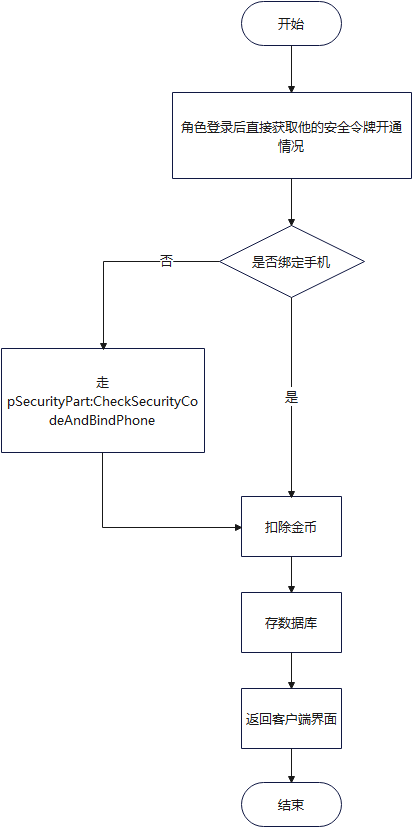 开始
角色登录后直接获取他的安全令牌开通
情况
是否绑定手机
否
走
pSecurityPart:CheckSecurityCo
deAndBindPhone
是
扣除金币
存数据库
返回客户端界面
结束